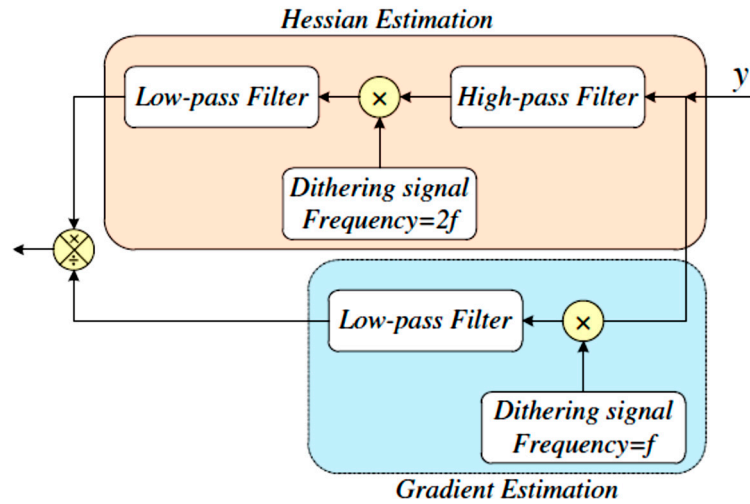 Hessian Estimation
y
Low-pass Filter
×
High-pass Filter
Dithering signal
Frequency=2f
×
÷
Low-pass Filter
×
Dithering signal
Frequency=f
Gradient Estimation